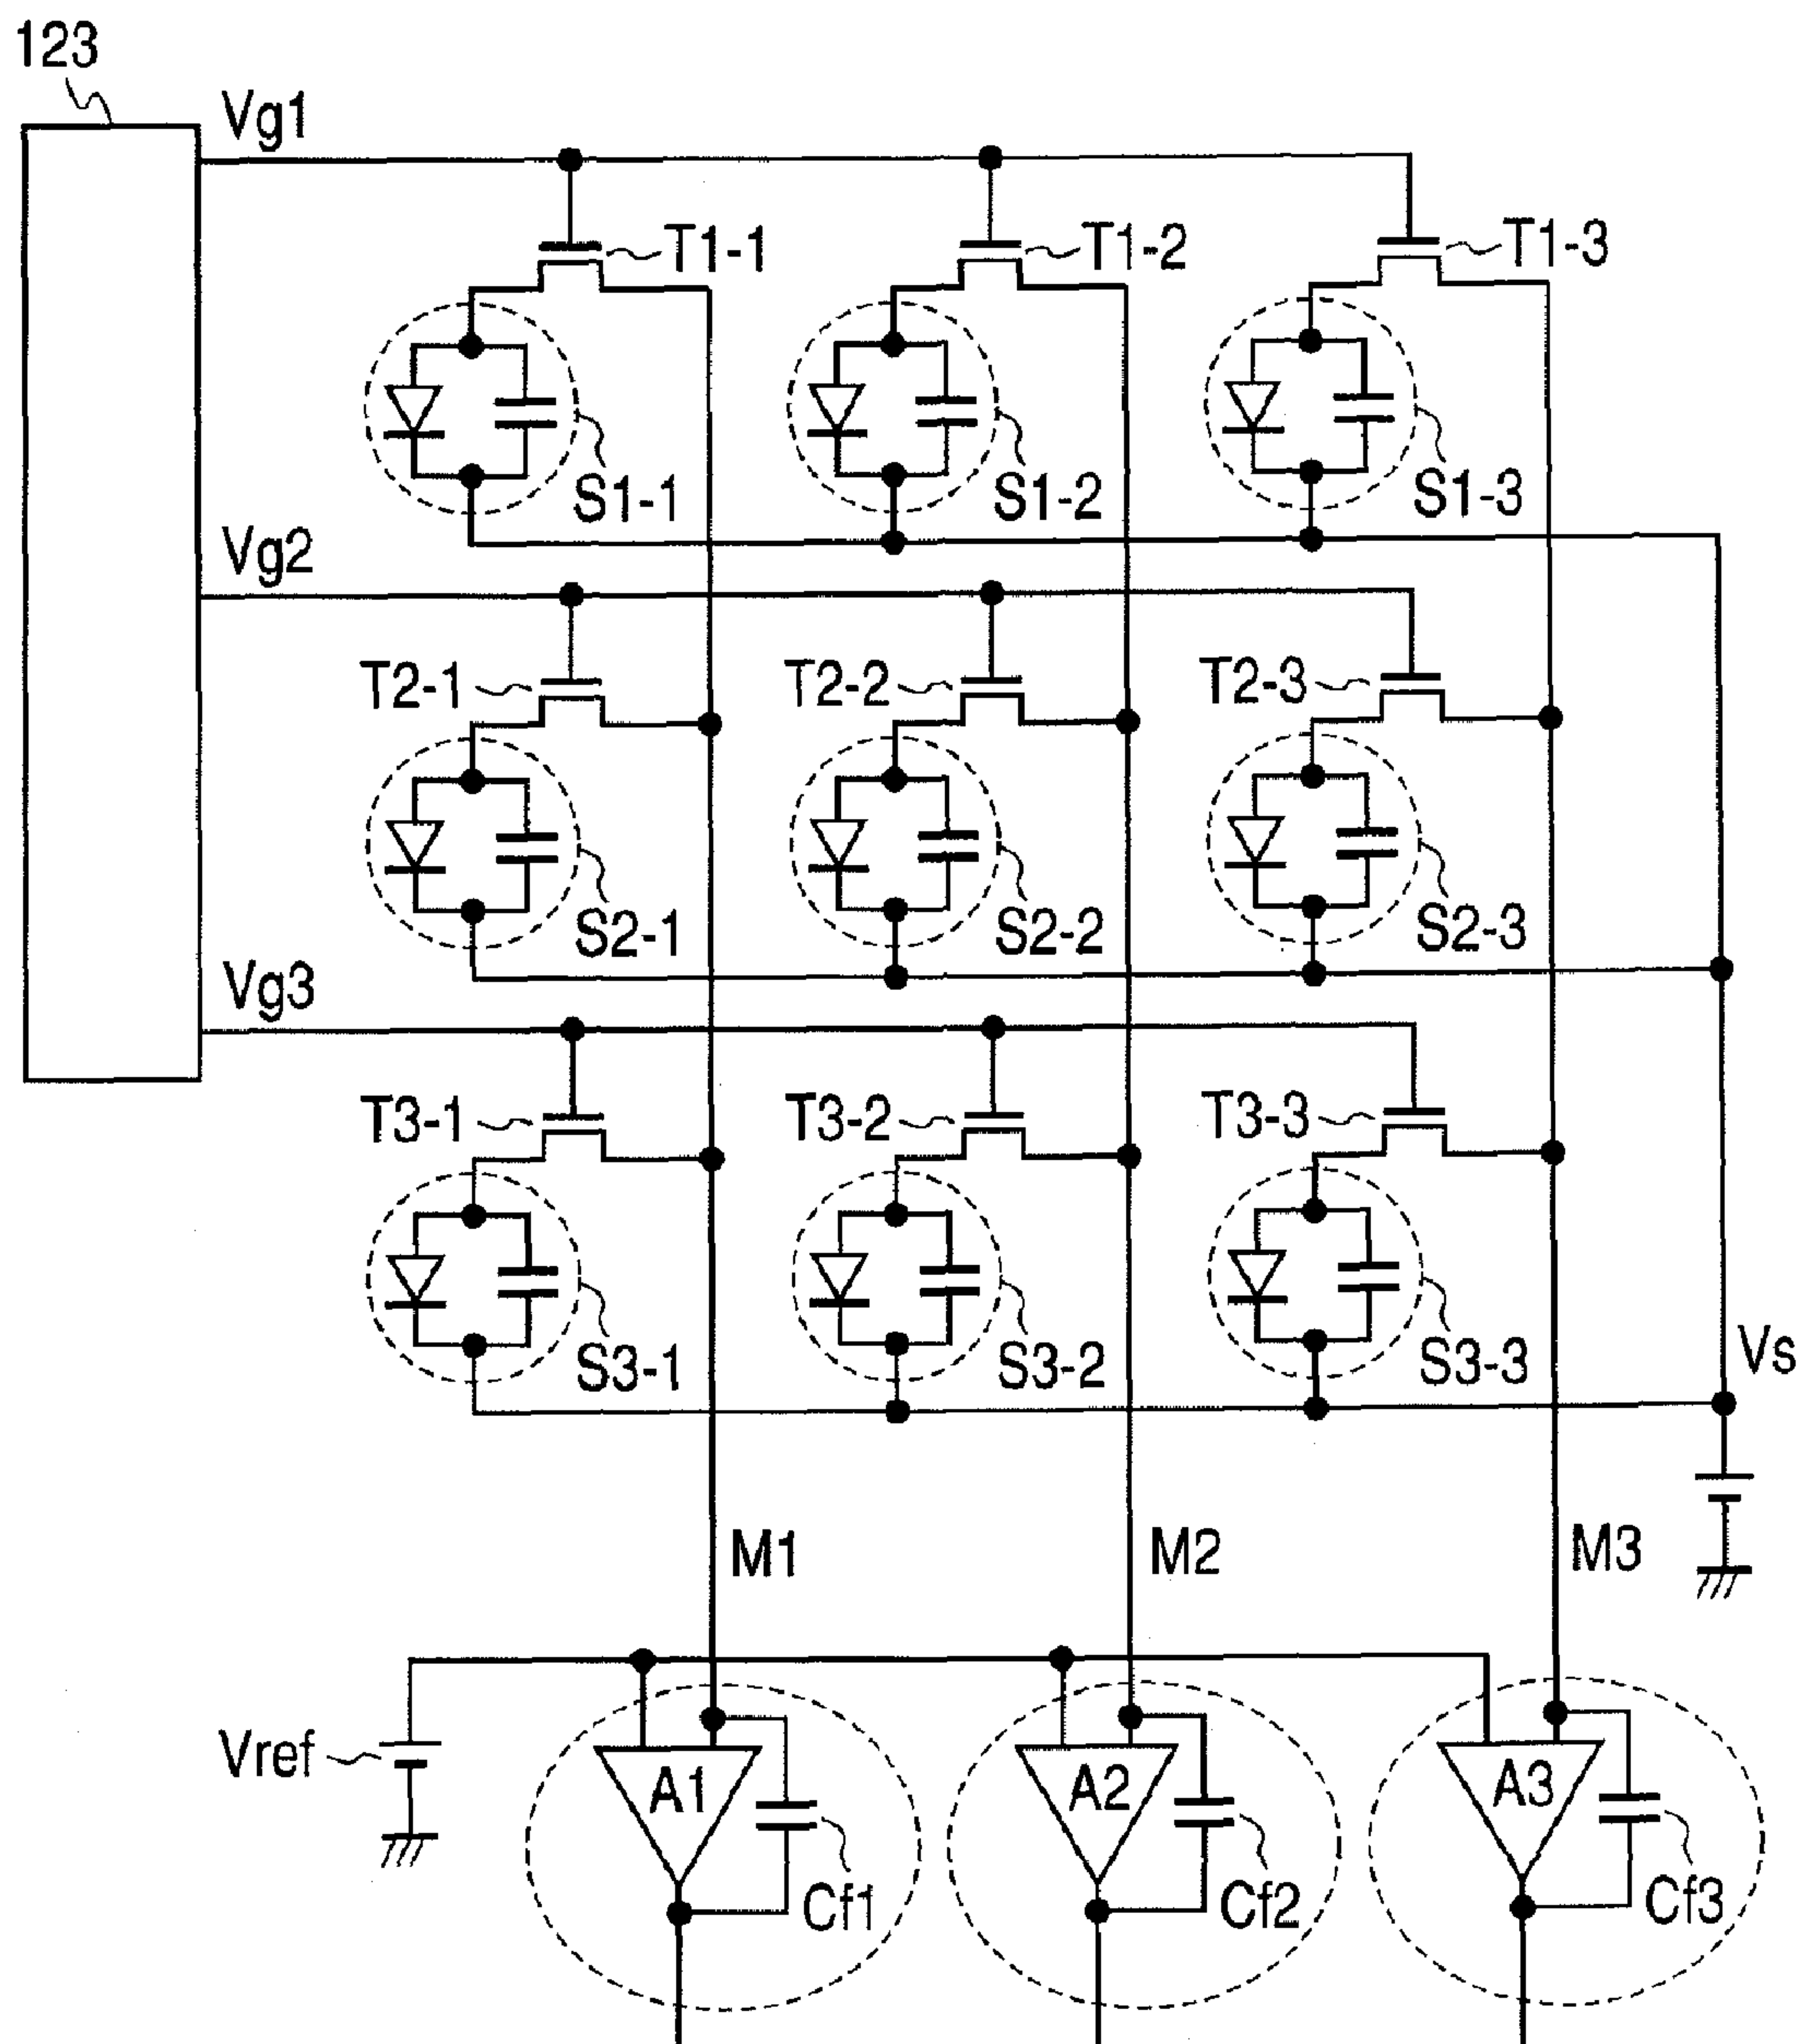 123
Vg1
T1-1
T1-2
T1-3
S1-1
S1-2
S1-3
Vg2
T2-1
T2-2
T2-3
S2-1
S2-2
S2-3
Vg3
T3-1
T3-2
T3-3
S3-1
S3-2
S3-3
Vs
M1
M2
M3
Vref
A1
A2
A3
Cf1
Cf2
Cf3